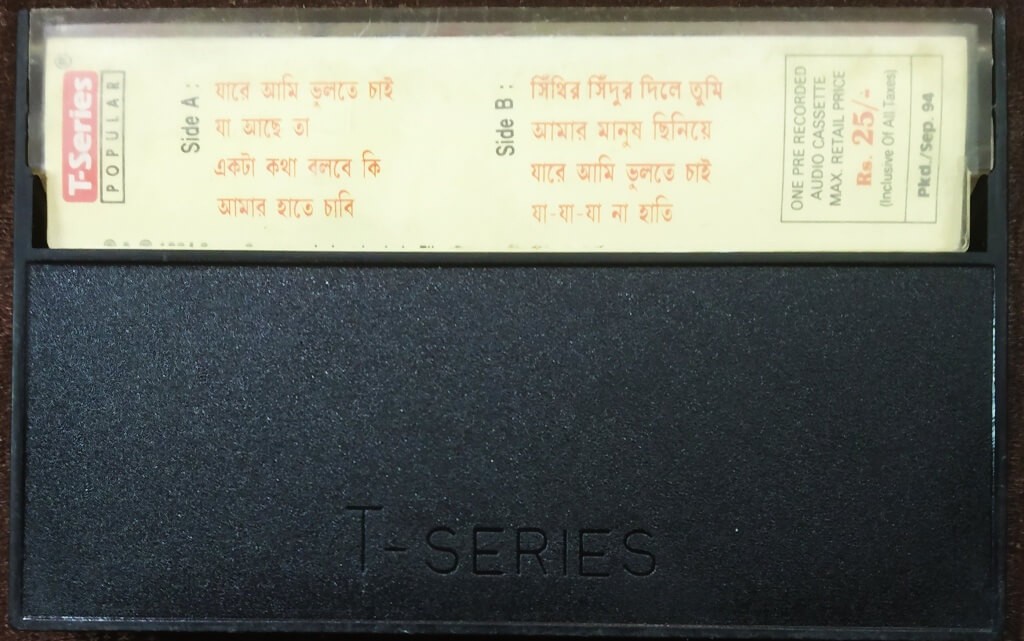 T-Series®
POPULAR
Side A :
যারে আমি ভুলতে চাই
যা আছে তা
একটা কথা বলবে কি
আমার হাতে চাবি
Side B :
সিঁথির সিঁদুর দিলে তুমি
আমার মানুষ ছিনিয়ে
যারে আমি ভুলতে চাই
যা-যা-যা না হাতি
ONE PRE RECORDED
AUDIO CASSETTE
MAX. RETAIL PRICE
Rs. 25/-
(Inclusive Of All Taxes)
Pkd./Sep. 94
T-SERIES